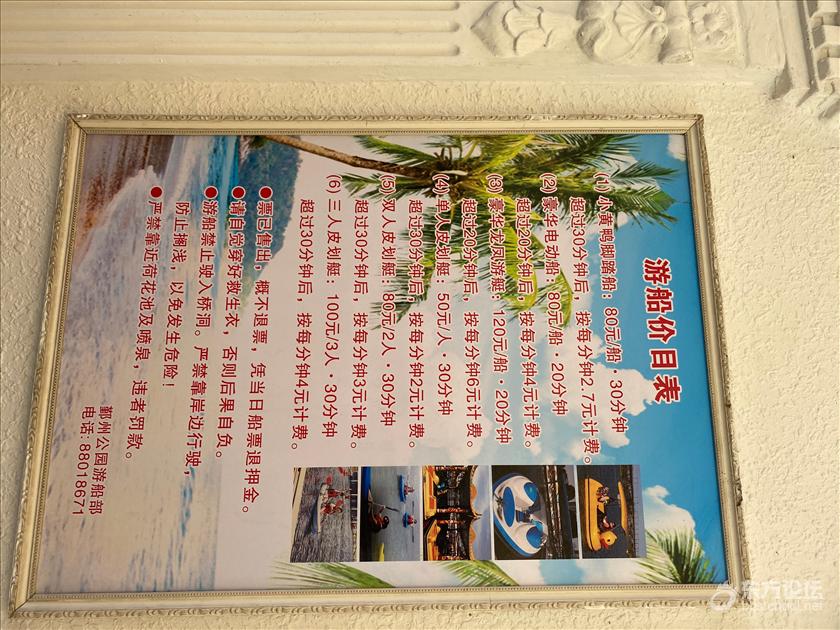 游船价目表
(1) 小黄鸭脚踏船：80元/船·30分钟
超过30分钟后，按每分钟2.7元计费。
(2) 豪华电动船：80元/船·20分钟
超过20分钟后，按每分钟4元计费。
(3) 豪华龙凤游艇：120元/船·20分钟
超过20分钟后，按每分钟6元计费。
(4) 单人皮划艇：50元/人·30分钟
超过30分钟后，按每分钟2元计费。
(5) 双人皮划艇：80元/2人·30分钟
超过30分钟后，按每分钟3元计费。
(6) 三人皮划艇：100元/3人·30分钟
超过30分钟后，按每分钟4元计费。
●票已售出，概不退票，凭当日船票退押金。
●请自觉穿好救生衣，否则后果自负。
●游船禁止驶入桥洞。严禁靠岸边行驶，
防止搁浅，以免发生危险！
●严禁靠近荷花池及喷泉，违者罚款。
鄞州公园游船部
电话：88018671
东方论坛